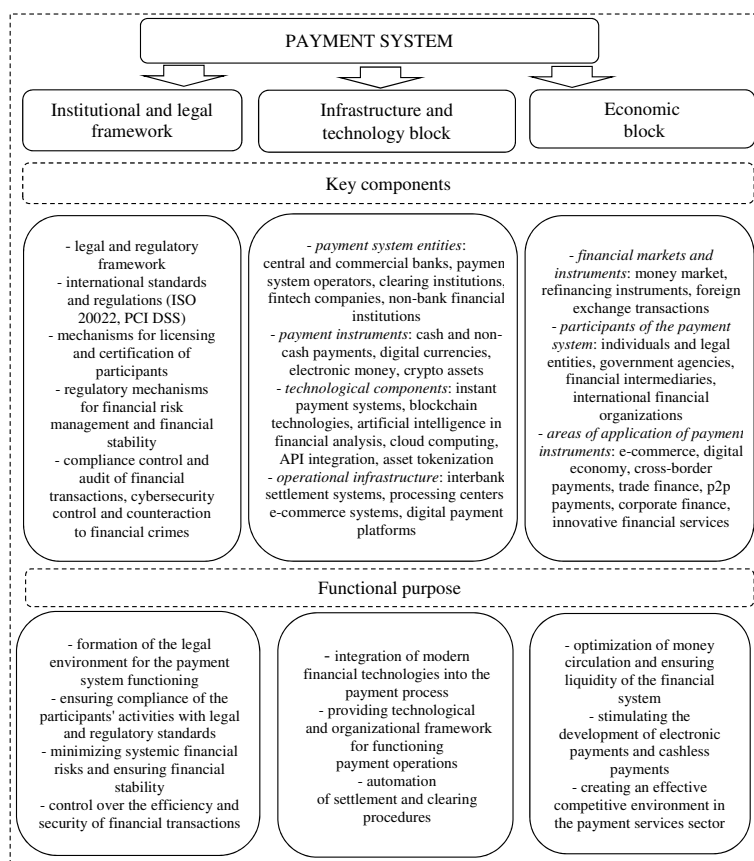 PAYMENT SYSTEM
Institutional and legal
framework
Infrastructure and
technology block
Economic
block
Key components
- legal and regulatory
framework
- international standards
and regulations (ISO
20022, PCI DSS)
- mechanisms for licensing
and certification of
participants
- regulatory mechanisms
for financial risk
management and financial
stability
- compliance control and
audit of financial
transactions, cybersecurity
control and counteraction
to financial crimes
- payment system entities:
central and commercial banks, paymen
system operators, clearing institutions,
fintech companies, non-bank financial
institutions
- payment instruments: cash and non-
cash payments, digital currencies,
electronic money, crypto assets
- technological components: instant
payment systems, blockchain
technologies, artificial intelligence in
financial analysis, cloud computing,
API integration, asset tokenization
- operational infrastructure: interbank
settlement systems, processing centers
e-commerce systems, digital payment
platforms
- financial markets and
instruments: money market,
refinancing instruments, foreign
exchange transactions
- participants of the payment
system: individuals and legal
entities, government agencies,
financial intermediaries,
international financial
organizations
- areas of application of payment
instruments: e-commerce, digital
economy, cross-border
payments, trade finance, p2p
payments, corporate finance,
innovative financial services
Functional purpose
- formation of the legal
environment for the payment
system functioning
- ensuring compliance of the
participants' activities with legal
and regulatory standards
- minimizing systemic financial
risks and ensuring financial
stability
- control over the efficiency and
security of financial transactions
- integration of modern
financial technologies into the
payment process
- providing technological
and organizational framework
for functioning
payment operations
- automation
of settlement and clearing
procedures
- optimization of money
circulation and ensuring
liquidity of the financial
system
- stimulating the
development of electronic
payments and cashless
payments
- creating an effective
competitive environment in
the payment services sector